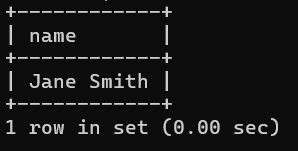 +------------+
| name       |
+------------+
| Jane Smith |
+------------+
1 row in set (0.00 sec)